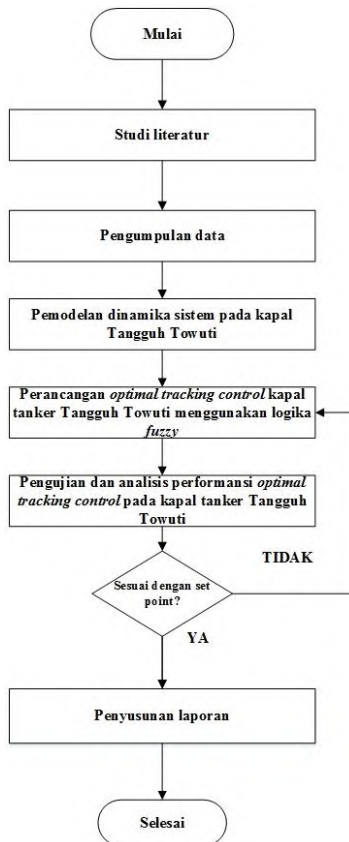 Mulai
Studi literatur
Pengumpulan data
Pemodelan dinamika sistem pada kapal
Tangguh Towuti
Perancangan optimal tracking control kapal
tanker Tangguh Towuti menggunakan logika
fuzzy
Pengujian dan analisis performansi optimal
tracking control pada kapal tanker Tangguh
Towuti
TIDAK
Sesuai dengan set
point?
YA
Penyusunan laporan
Selesai